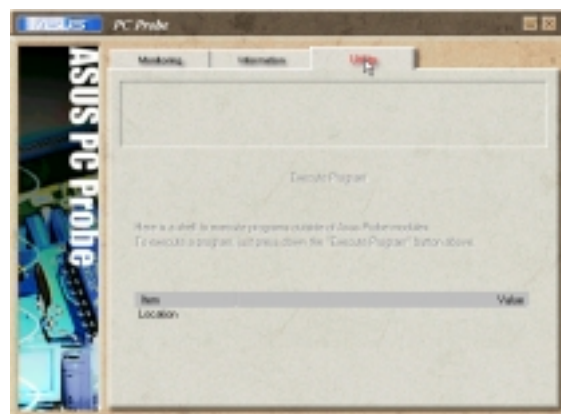 ASUS PC Probe
Monitoring Information Utility
ASUS PC Probe
Execute Program
Here is a shell to execute programs outside of Asus Probe modules.
To execute a program, just press down the "Execute Program" button above.
Item Value
Location